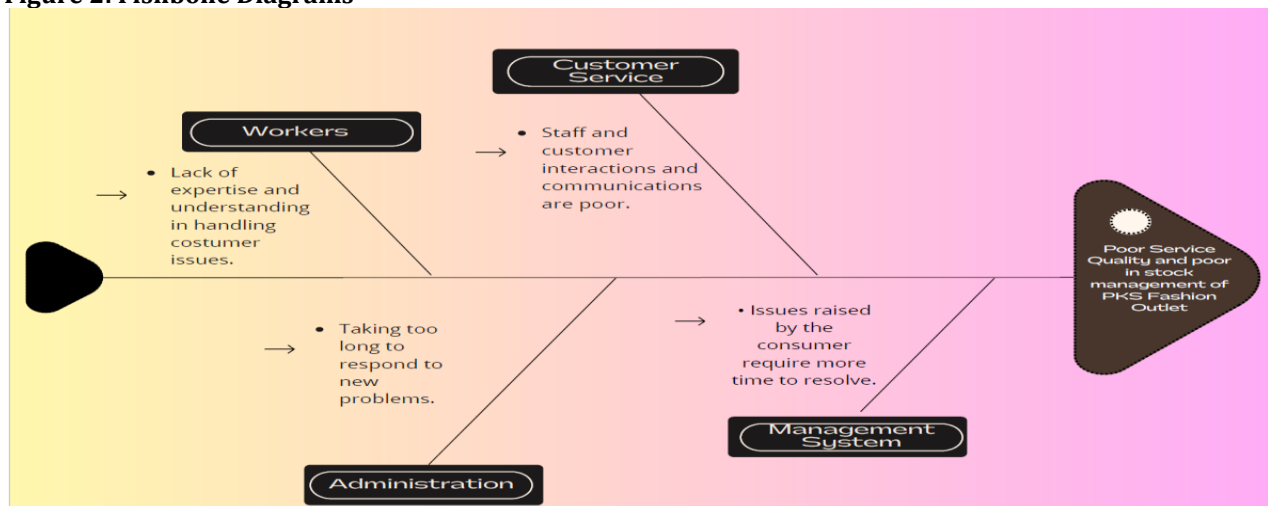 Figure 2: Fishbone Diagrams
Customer
Service
Workers
• Staff and
customer
interactions and
communications
are poor.
• Lack of
expertise and
understanding
in handling
costumer
issues.
Poor Service
Quality and poor
in stock
management of
PKS Fashion
Outlet
• Taking too
long to
respond to
new
problems.
• Issues raised
by the
consumer
require more
time to resolve.
Management
System
Administration